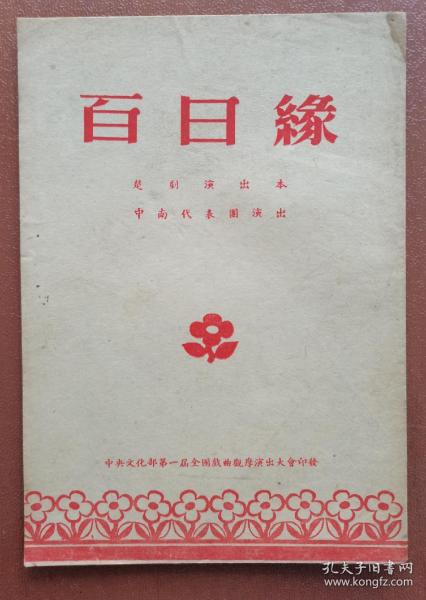 百日緣
楚劇演出本
中南代表團演出
中央文化部第一屆全國戲曲觀摩演出大會印發
孔夫子旧书网
www.kongfz.com